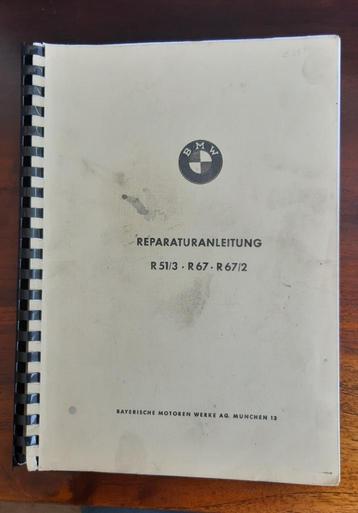 BMW
REPARATURANLEITUNG
R 51/3 · R 67 · R 67/2
BAYERISCHE MOTOREN WERKE AG. MÜNCHEN 13